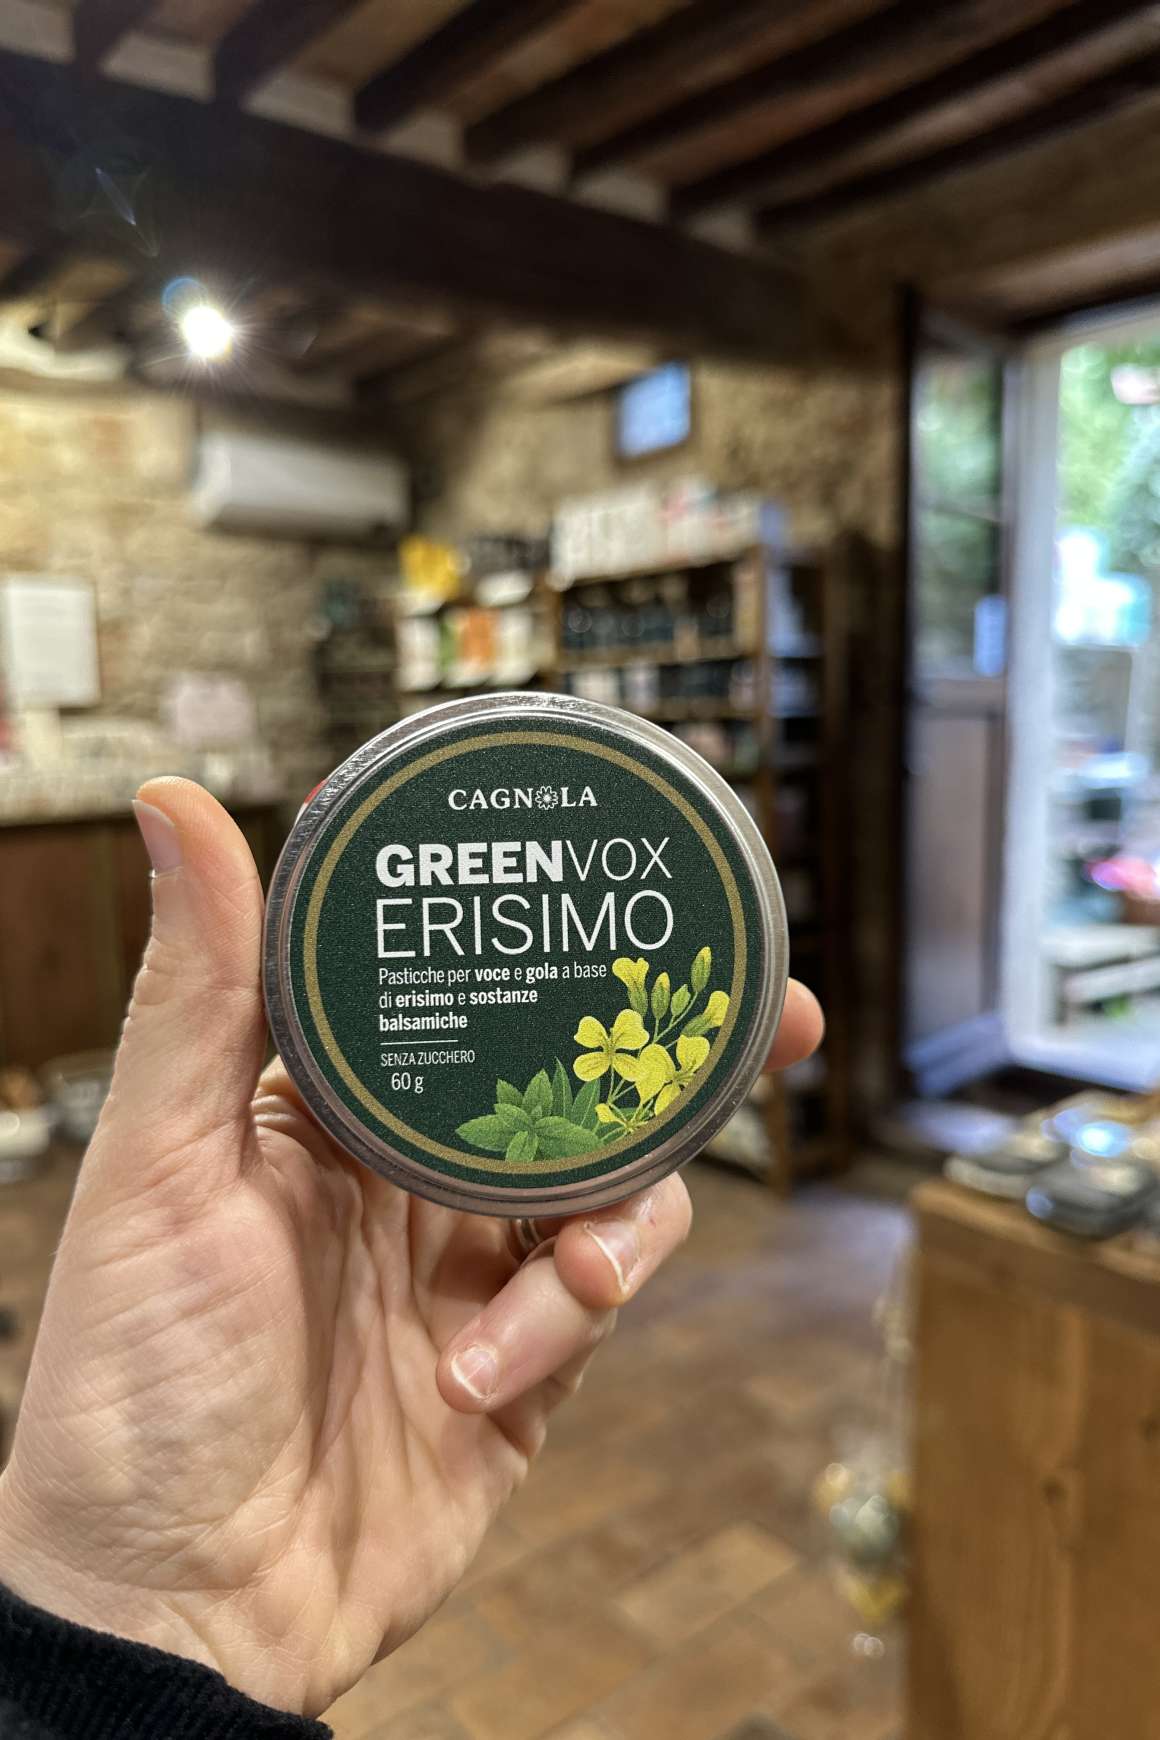 CAGNOLA
GREENVOX
ERISIMO
Pasticche per voce e gola a base
di erisimo e sostanze
balsamiche
SENZA ZUCCHERO
60 g